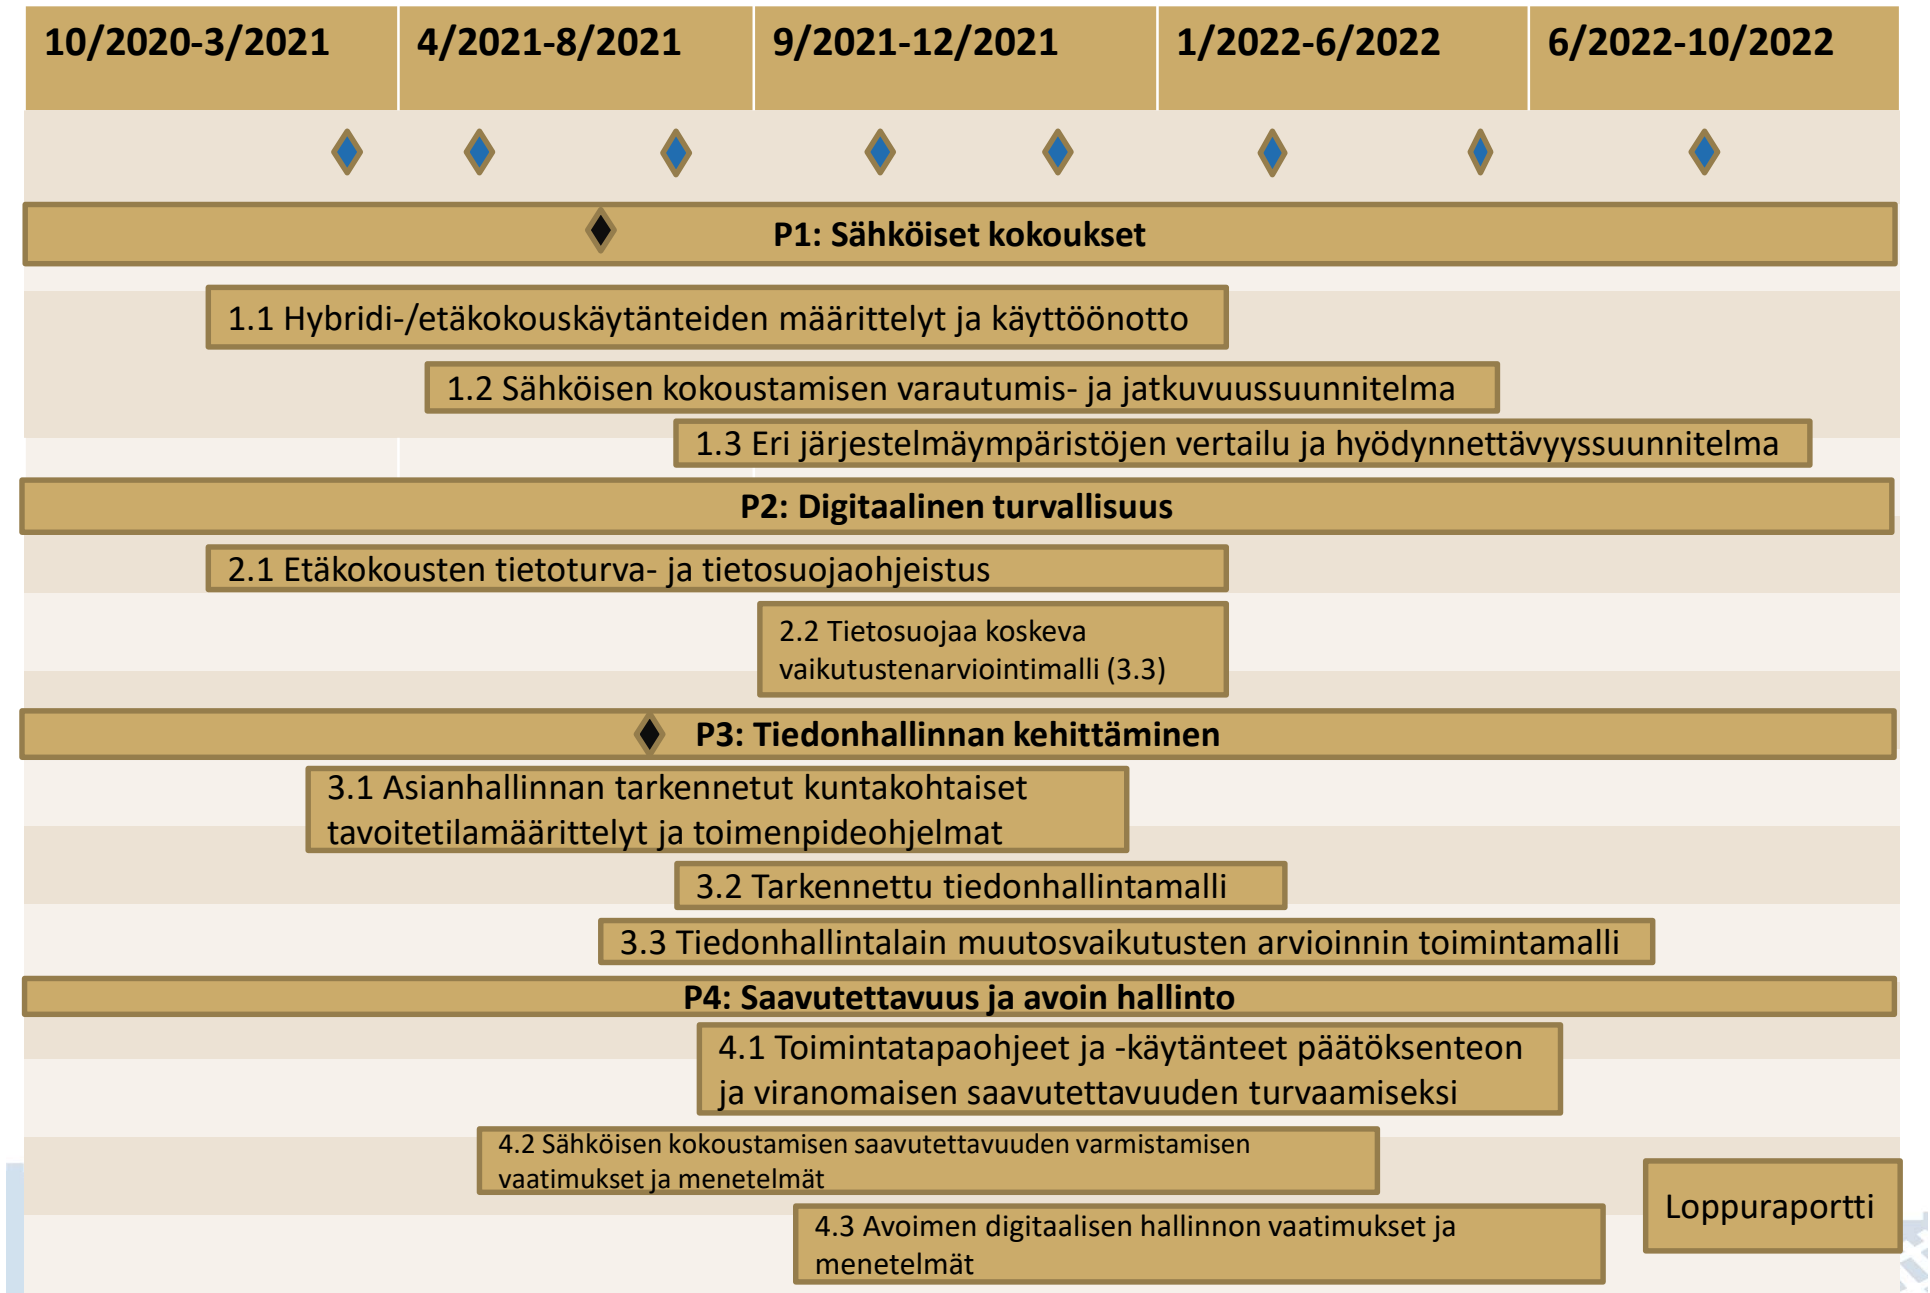 10/2020-3/2021
4/2021-8/2021
9/2021-12/2021
1/2022-6/2022
6/2022-10/2022
P1: Sähköiset kokoukset
1.1 Hybridi-/etäkokouskäytänteiden määrittelyt ja käyttöönotto
1.2 Sähköisen kokoustamisen varautumis- ja jatkuvuussuunnitelma
1.3 Eri järjestelmäympäristöjen vertailu ja hyödynnettävyyssuunnitelma
P2: Digitaalinen turvallisuus
2.1 Etäkokousten tietoturva- ja tietosuojaohjeistus
2.2 Tietosuojaa koskeva
vaikutustenarviointimalli (3.3)
P3: Tiedonhallinnan kehittäminen
3.1 Asianhallinnan tarkennetut kuntakohtaiset
tavoitetilamäärittelyt ja toimenpideohjelmat
3.2 Tarkennettu tiedonhallintamalli
3.3 Tiedonhallintalain muutosvaikutusten arvioinnin toimintamalli
P4: Saavutettavuus ja avoin hallinto
4.1 Toimintatapaohjeet ja -käytänteet päätöksenteon
ja viranomaisen saavutettavuuden turvaamiseksi
4.2 Sähköisen kokoustamisen saavutettavuuden varmistamisen
vaatimukset ja menetelmät
4.3 Avoimen digitaalisen hallinnon vaatimukset ja
menetelmät
Loppuraportti